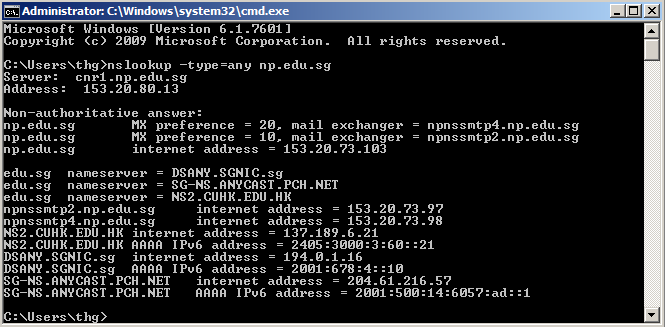 Administrator: C:\Windows\system32\cmd.exe
Microsoft Windows [Version 6.1.7601]
Copyright (c) 2009 Microsoft Corporation.  All rights reserved.
C:\Users\thg>nslookup -type=any np.edu.sg
Server:  cnr1.np.edu.sg
Address:  153.20.80.13
Non-authoritative answer:
np.edu.sg       MX preference = 20, mail exchanger = npnssmtp4.np.edu.sg
np.edu.sg       MX preference = 10, mail exchanger = npnssmtp2.np.edu.sg
np.edu.sg       internet address = 153.20.73.103
edu.sg  nameserver = DSANY.SGNIC.sg
edu.sg  nameserver = SG-NS.ANYCAST.PCH.NET
edu.sg  nameserver = NS2.CUHK.EDU.HK
npnssmtp2.np.edu.sg     internet address = 153.20.73.97
npnssmtp4.np.edu.sg     internet address = 153.20.73.98
NS2.CUHK.EDU.HK internet address = 137.189.6.21
NS2.CUHK.EDU.HK AAAA IPv6 address = 2405:3000:3:60::21
DSANY.SGNIC.sg  internet address = 194.0.1.16
DSANY.SGNIC.sg  AAAA IPv6 address = 2001:678:4::10
SG-NS.ANYCAST.PCH.NET   internet address = 204.61.216.57
SG-NS.ANYCAST.PCH.NET   AAAA IPv6 address = 2001:500:14:6057:ad::1
C:\Users\thg>